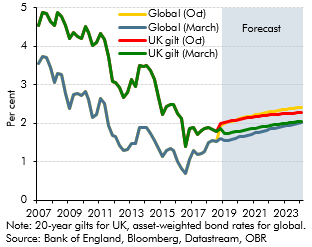 5
4
3
2
1
0
Per cent
Global (Oct)
Global (March)
UK gilt (Oct)
UK gilt (March)
Forecast
2007 2009 2011 2013 2015 2017 2019 2021 2023
Note: 20-year gilts for UK, asset-weighted bond rates for global.
Source: Bank of England, Bloomberg, Datastream, OBR